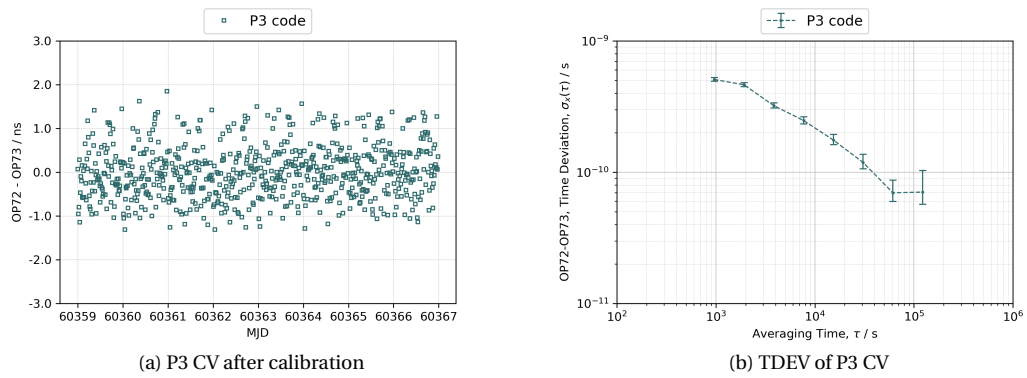 P3 code
3.0
2.0
1.0
0.0
-1.0
-2.0
-3.0
OP72 - OP73 / ns
60359 60360 60361 60362 60363 60364 60365 60366 60367
MJD
(a) P3 CV after calibration
P3 code
10⁻⁹
10⁻¹⁰
10⁻¹¹
OP72-OP73, Time Deviation, σₓ(τ) / s
10² 10³ 10⁴ 10⁵ 10⁶
Averaging Time, τ / s
(b) TDEV of P3 CV